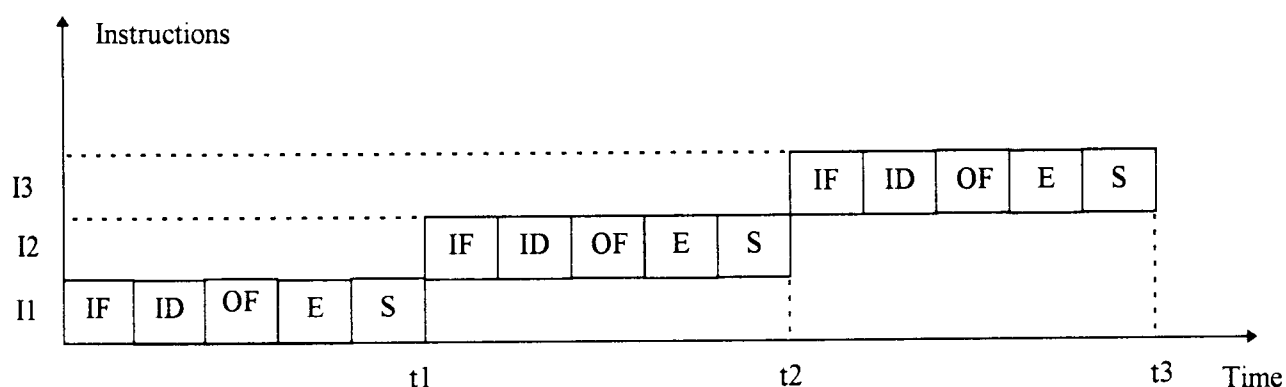 Instructions
I3 IF ID OF E S
I2 IF ID OF E S
I1 IF ID OF E S
t1 t2 t3 Time